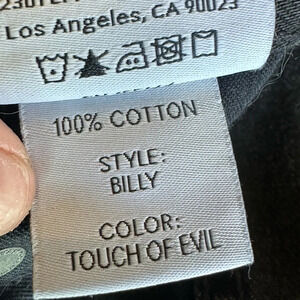 Los Angeles, CA 90023
100% COTTON
STYLE:
BILLY
COLOR:
TOUCH OF EVIL